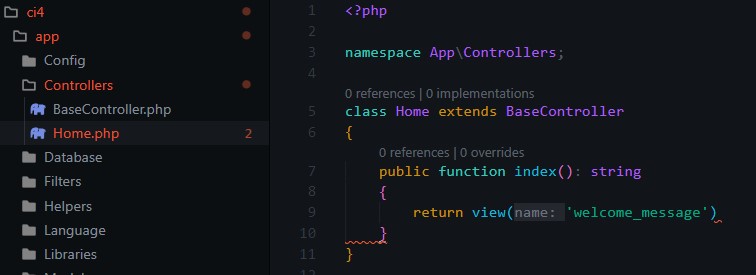 ci4
app
Config
Controllers
BaseController.php
Home.php 2
Database
Filters
Helpers
Language
Libraries
1 <?php
2
3 namespace App\Controllers;
4
0 references | 0 implementations
5 class Home extends BaseController
6 {
0 references | 0 overrides
7 public function index(): string
8 {
9 return view(name: 'welcome_message')
10 }
11 }